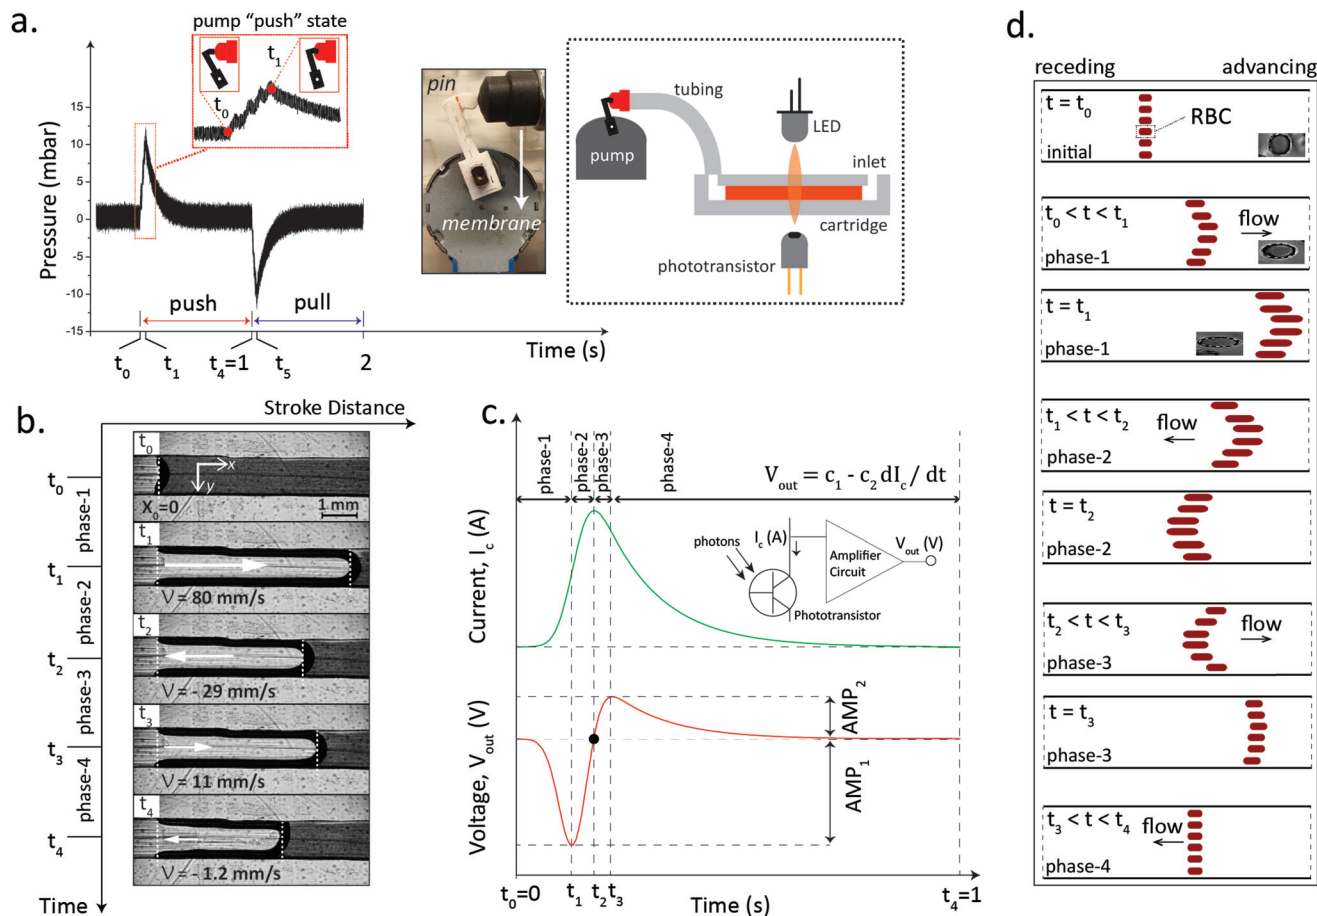 a.
pump "push" state
t1
t0
Pressure (mbar)
15
10
5
0
-5
-10
-15
push
pull
t0
t1
t4=1
t5
2
Time (s)
pin
membrane
tubing
LED
pump
inlet
cartridge
phototransistor
b.
Stroke Distance
t0
x
y
X0=0
1 mm
t1
V = 80 mm/s
t2
V = - 29 mm/s
t3
V = 11 mm/s
t4
V = - 1.2 mm/s
t0
phase-1
t1
phase-2
t2
phase-3
t3
phase-4
t4
Time
c.
phase-1
phase-2
phase-3
phase-4
Vout = c1 - c2 dIc / dt
Current, Ic (A)
photons
Ic (A)
Amplifier
Circuit
Vout (V)
Phototransistor
Voltage, Vout (V)
AMP2
AMP1
t0=0
t1
t2
t3
Time (s)
t4=1
d.
receding
advancing
t = t0
RBC
initial
t0 < t < t1
flow
phase-1
t = t1
phase-1
t1 < t < t2
flow
phase-2
t = t2
phase-2
t2 < t < t3
flow
phase-3
t = t3
phase-3
t3 < t < t4
flow
phase-4